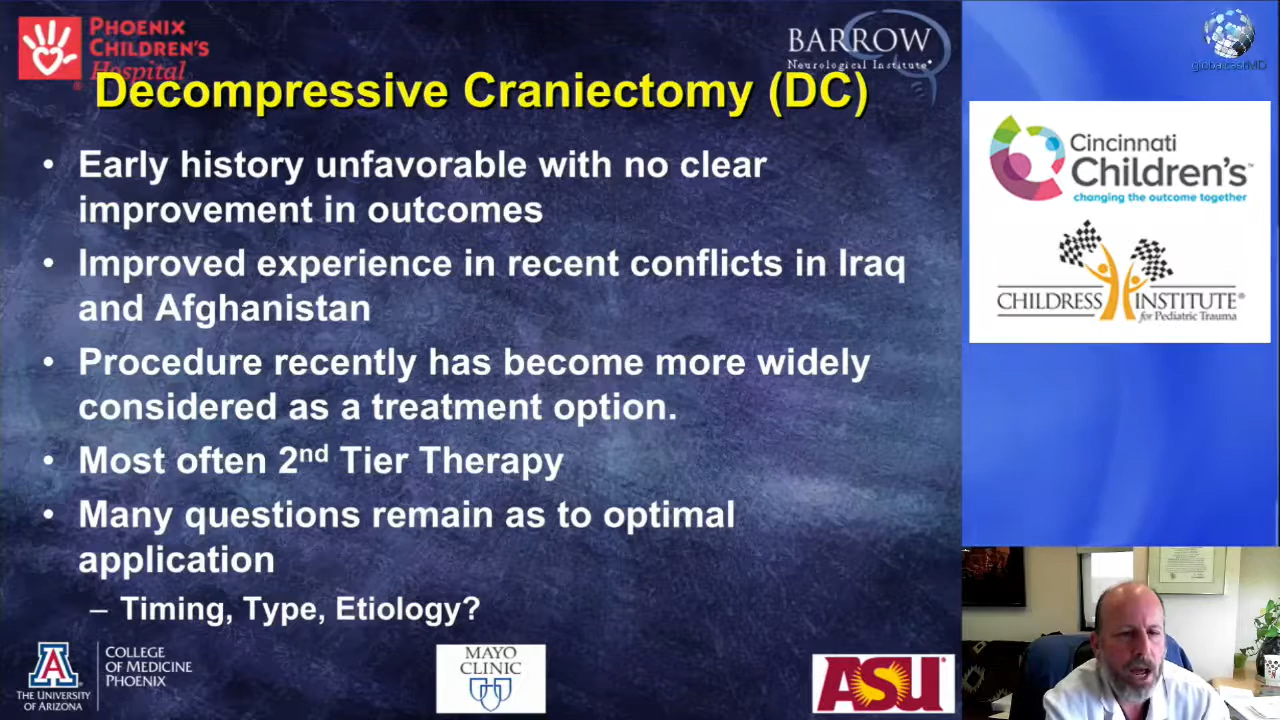 PHOENIX
CHILDREN'S
Hospital
BARROW
Neurological Institute®
Decompressive Craniectomy (DC)
• Early history unfavorable with no clear
improvement in outcomes
• Improved experience in recent conflicts in Iraq
and Afghanistan
• Procedure recently has become more widely
considered as a treatment option.
• Most often 2nd Tier Therapy
• Many questions remain as to optimal
application
– Timing, Type, Etiology?
THE UNIVERSITY
OF ARIZONA
COLLEGE
OF MEDICINE
PHOENIX
MAYO
CLINIC
ASU
globalcastMD
Cincinnati
Children's™
changing the outcome together
CHILDRESS INSTITUTE®
for Pediatric Trauma